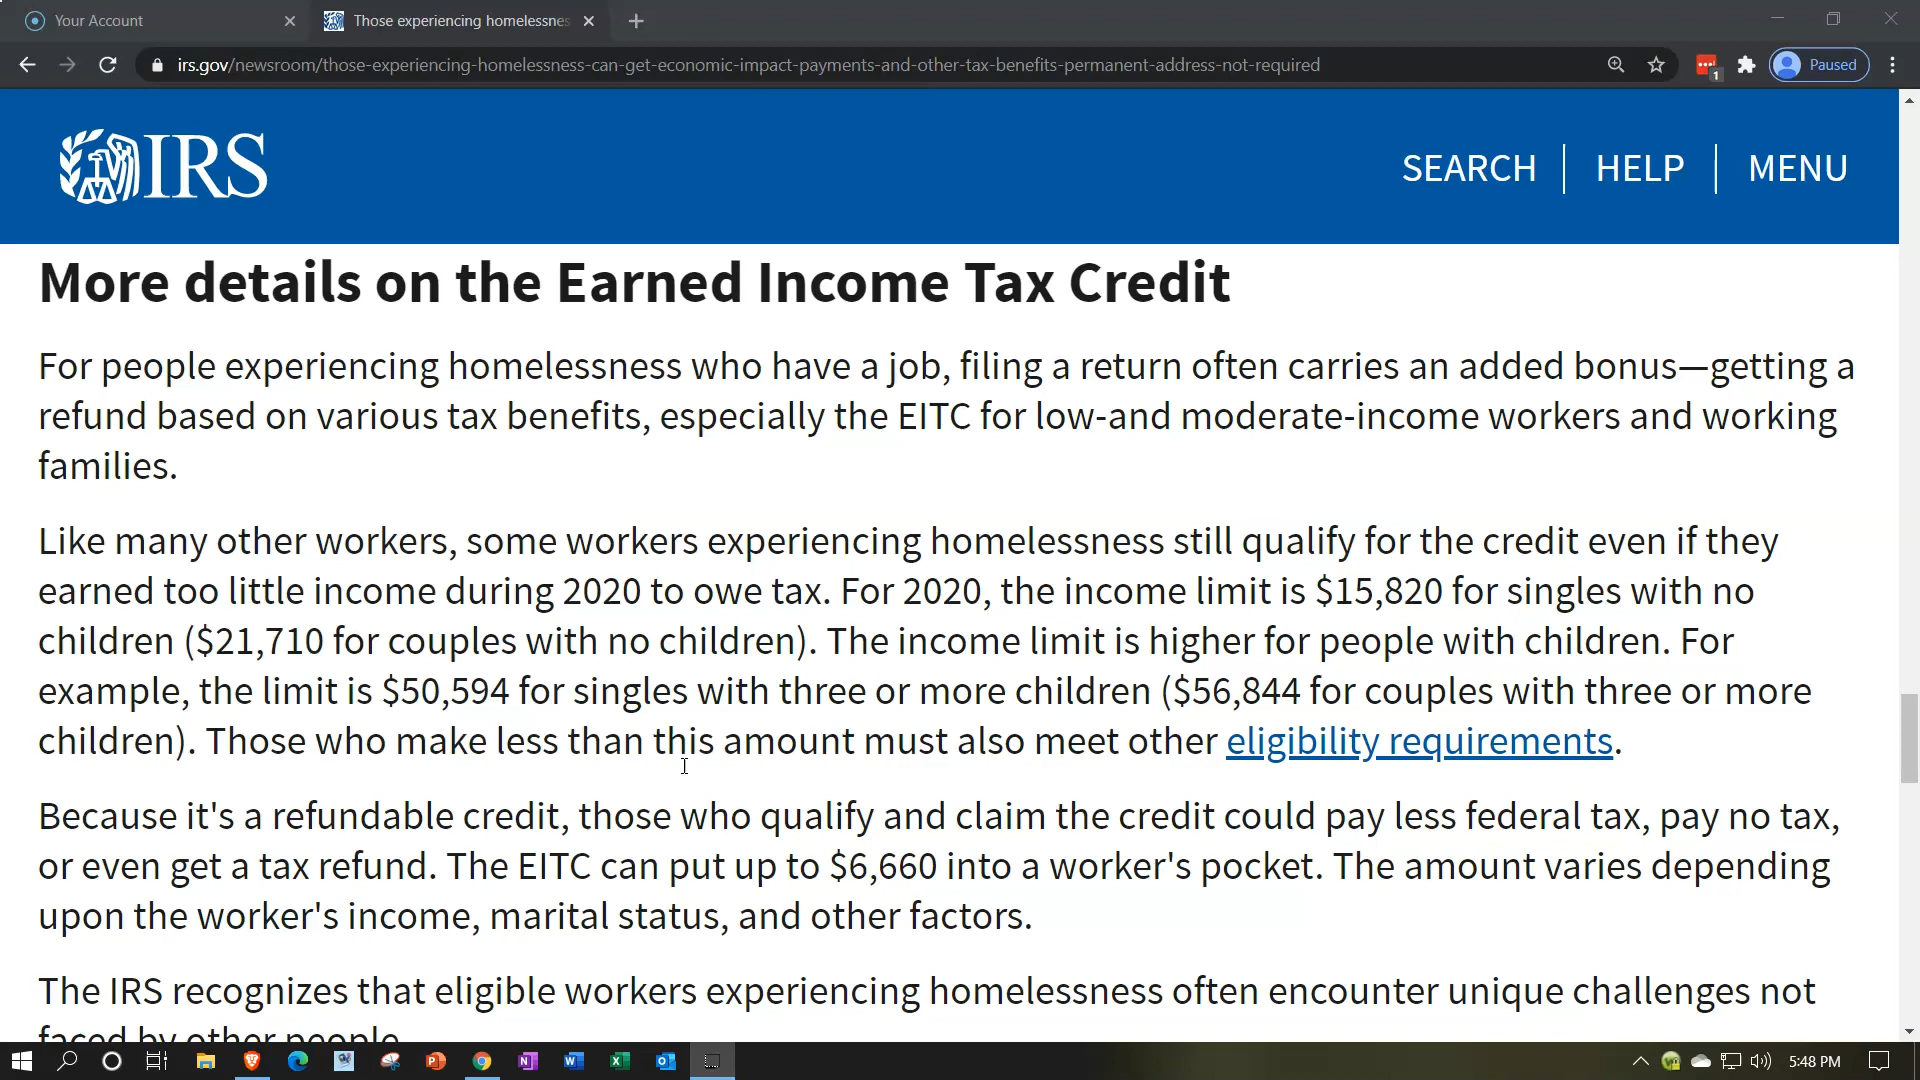 Your Account
Those experiencing homelessnes
irs.gov/newsroom/those-experiencing-homelessness-can-get-economic-impact-payments-and-other-tax-benefits-permanent-address-not-required
1
Paused
IRS
SEARCH
HELP
MENU
More details on the Earned Income Tax Credit
For people experiencing homelessness who have a job, filing a return often carries an added bonus—getting a
refund based on various tax benefits, especially the EITC for low-and moderate-income workers and working
families.
Like many other workers, some workers experiencing homelessness still qualify for the credit even if they
earned too little income during 2020 to owe tax. For 2020, the income limit is $15,820 for singles with no
children ($21,710 for couples with no children). The income limit is higher for people with children. For
example, the limit is $50,594 for singles with three or more children ($56,844 for couples with three or more
children). Those who make less than this amount must also meet other eligibility requirements.
Because it's a refundable credit, those who qualify and claim the credit could pay less federal tax, pay no tax,
or even get a tax refund. The EITC can put up to $6,660 into a worker's pocket. The amount varies depending
upon the worker's income, marital status, and other factors.
The IRS recognizes that eligible workers experiencing homelessness often encounter unique challenges not
faced by other people.
5:48 PM